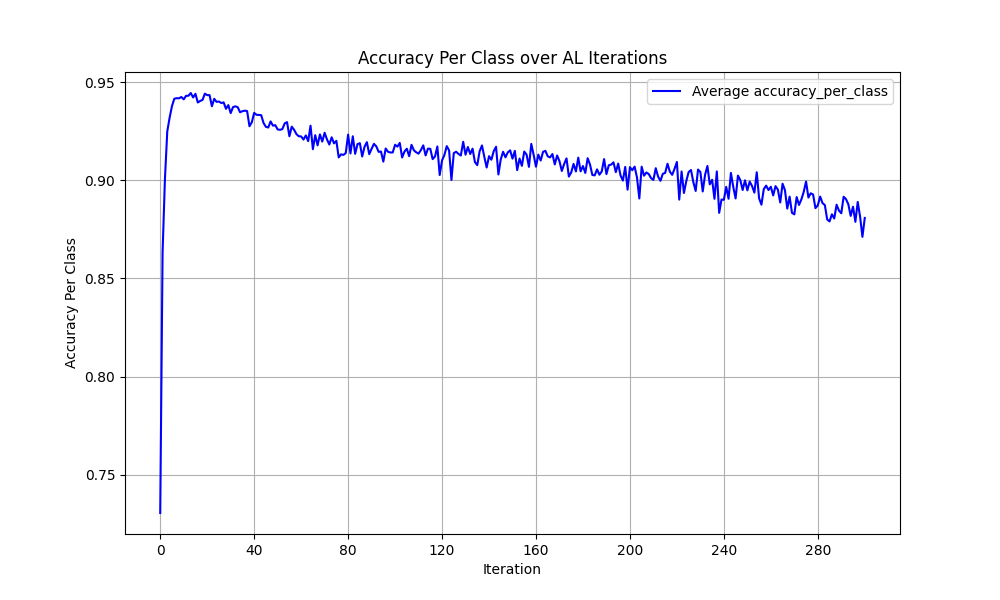 Accuracy Per Class over AL Iterations
Average accuracy_per_class
Accuracy Per Class
0.95
0.90
0.85
0.80
0.75
0 40 80 120 160 200 240 280
Iteration